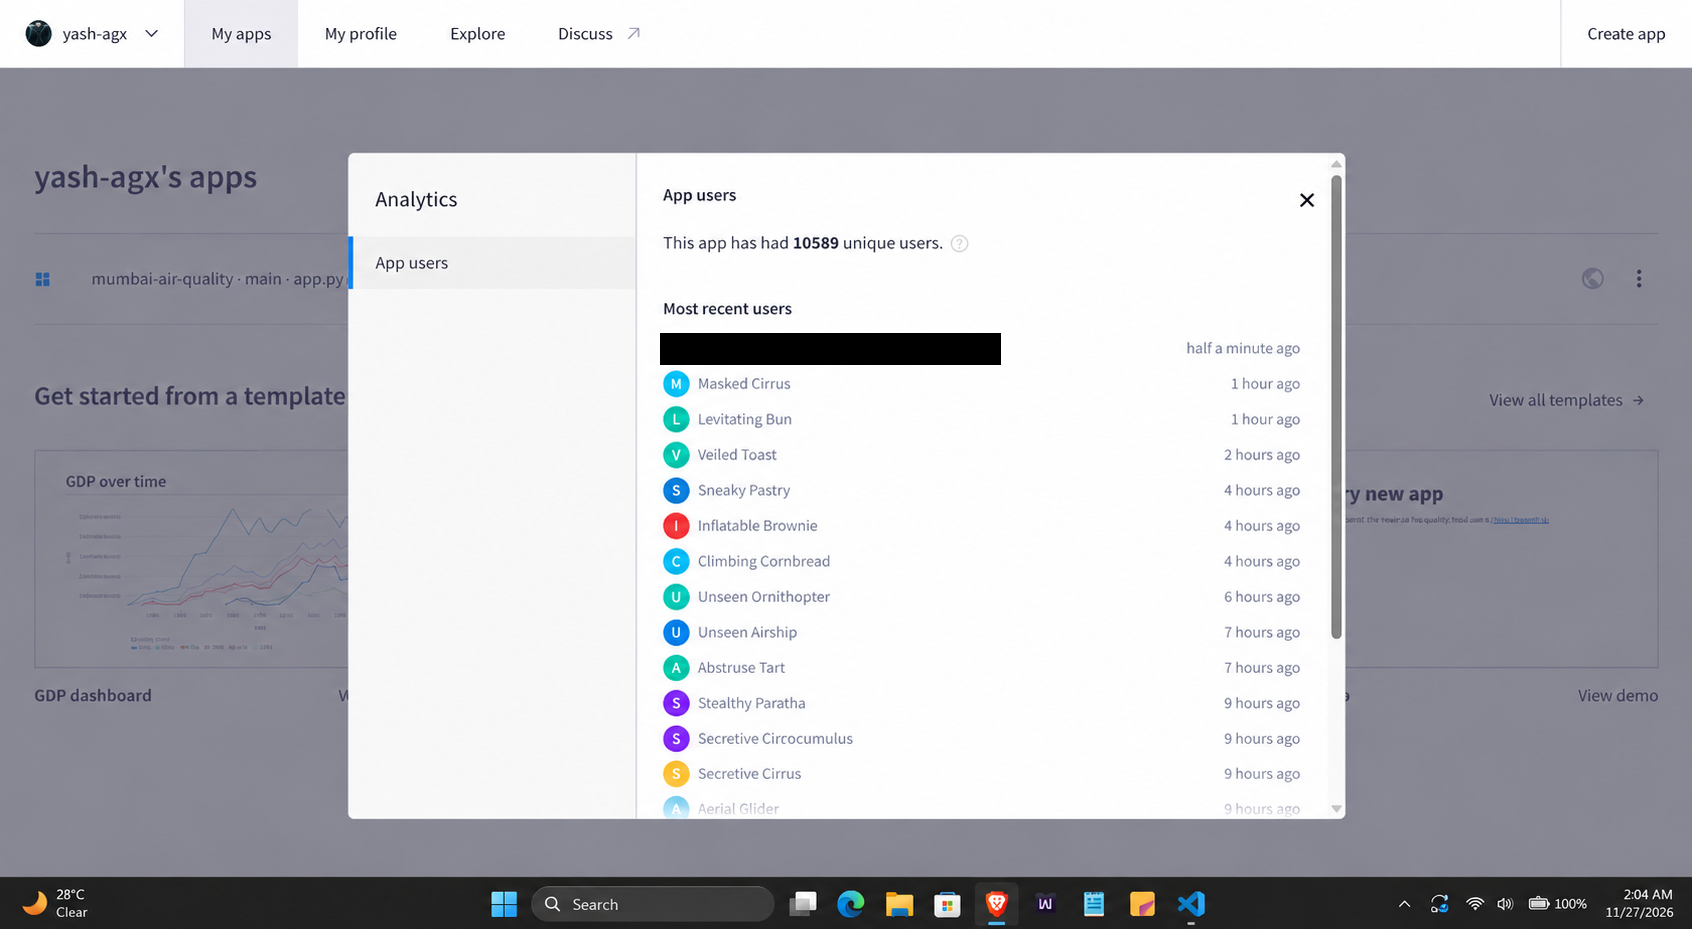 yash-agx
My apps
My profile
Explore
Discuss
Create app
yash-agx's apps
mumbai-air-quality · main · app.py
Get started from a template
View all templates →
GDP over time
GDP dashboard
ry new app
View demo
Analytics
App users
App users
This app has had 10589 unique users. ?
Most recent users
half a minute ago
M Masked Cirrus 1 hour ago
L Levitating Bun 1 hour ago
V Veiled Toast 2 hours ago
S Sneaky Pastry 4 hours ago
I Inflatable Brownie 4 hours ago
C Climbing Cornbread 4 hours ago
U Unseen Ornithopter 6 hours ago
U Unseen Airship 7 hours ago
A Abstruse Tart 7 hours ago
S Stealthy Paratha 9 hours ago
S Secretive Circocumulus 9 hours ago
S Secretive Cirrus 9 hours ago
A Aerial Glider 9 hours ago
28°C
Clear
Search
100%
2:04 AM
11/27/2026